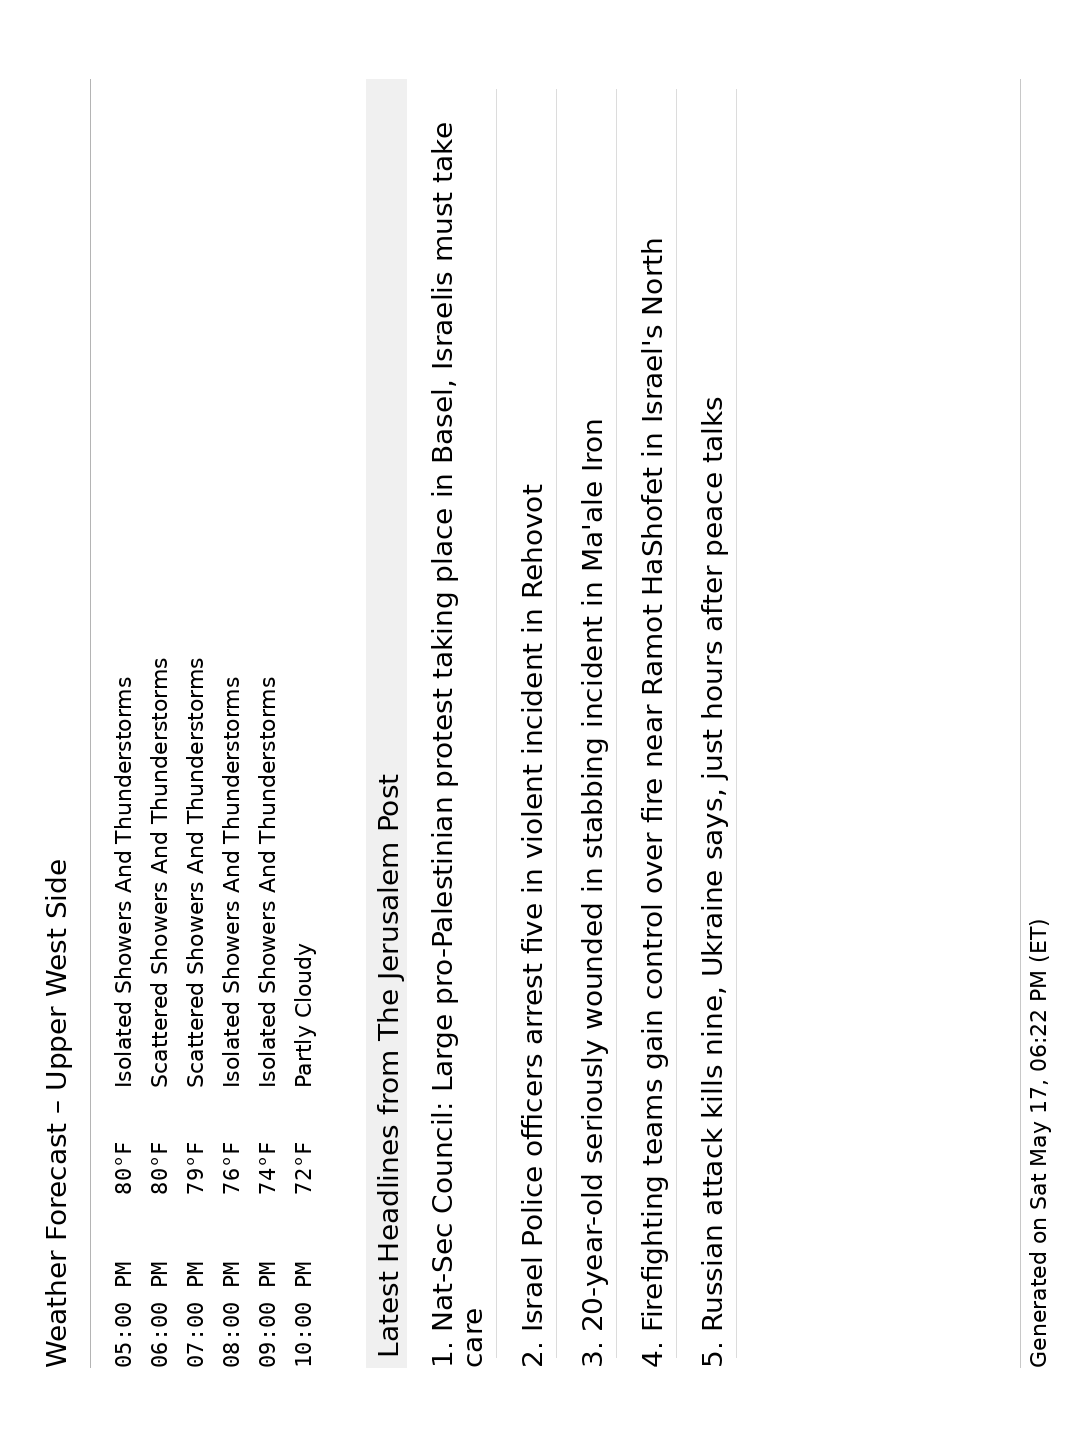 Weather Forecast – Upper West Side
05:00 PM 80°F Isolated Showers And Thunderstorms
06:00 PM 80°F Scattered Showers And Thunderstorms
07:00 PM 79°F Scattered Showers And Thunderstorms
08:00 PM 76°F Isolated Showers And Thunderstorms
09:00 PM 74°F Isolated Showers And Thunderstorms
10:00 PM 72°F Partly Cloudy
Latest Headlines from The Jerusalem Post
1. Nat-Sec Council: Large pro-Palestinian protest taking place in Basel, Israelis must take
care
2. Israel Police officers arrest five in violent incident in Rehovot
3. 20-year-old seriously wounded in stabbing incident in Ma'ale Iron
4. Firefighting teams gain control over fire near Ramot HaShofet in Israel's North
5. Russian attack kills nine, Ukraine says, just hours after peace talks
Generated on Sat May 17, 06:22 PM (ET)